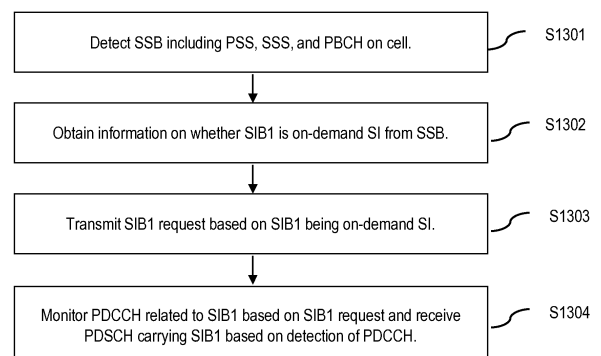 Detect SSB including PSS, SSS, and PBCH on cell.
S1301
Obtain information on whether SIB1 is on-demand SI from SSB.
S1302
Transmit SIB1 request based on SIB1 being on-demand SI.
S1303
Monitor PDCCH related to SIB1 based on SIB1 request and receive
PDSCH carrying SIB1 based on detection of PDCCH.
S1304